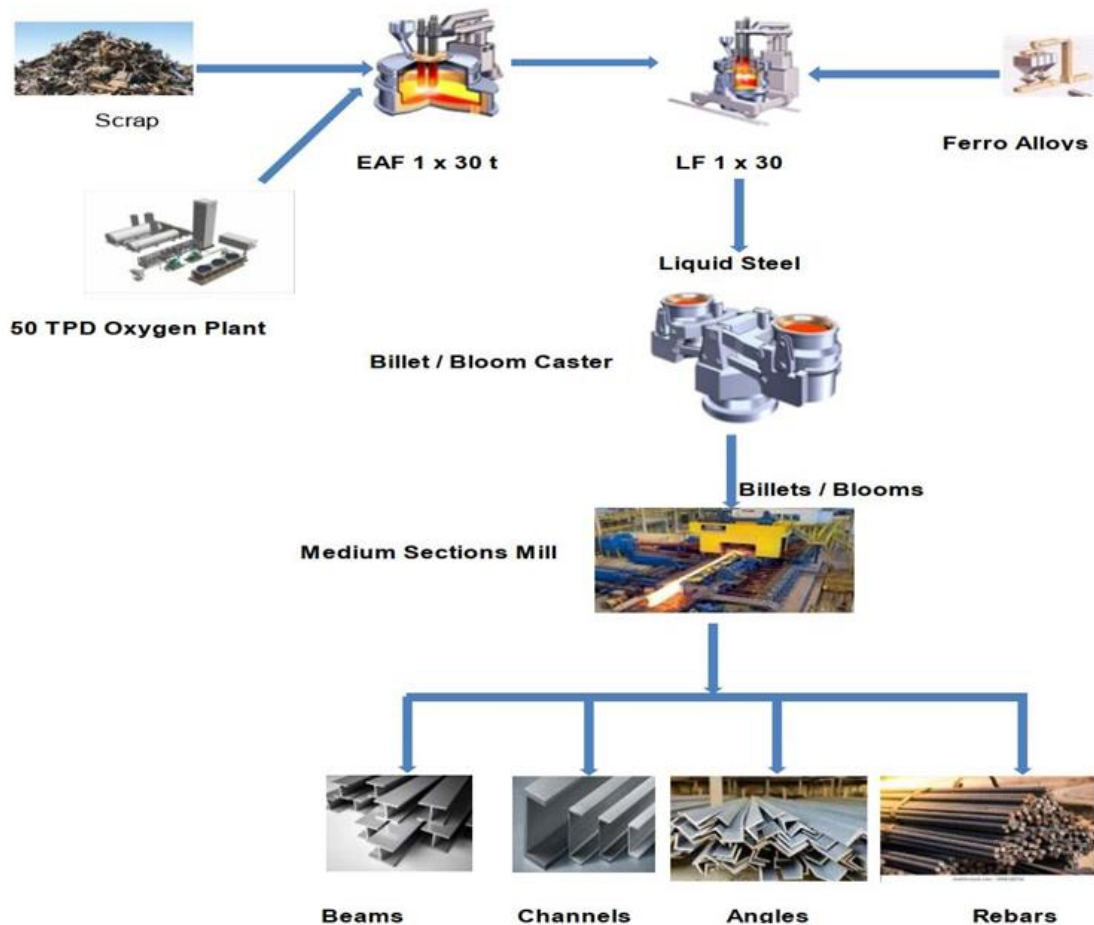 Scrap
EAF 1 x 30 t
LF 1 x 30
Ferro Alloys
50 TPD Oxygen Plant
Liquid Steel
Billet / Bloom Caster
Billets / Blooms
Medium Sections Mill
Beams
Channels
Angles
Rebars